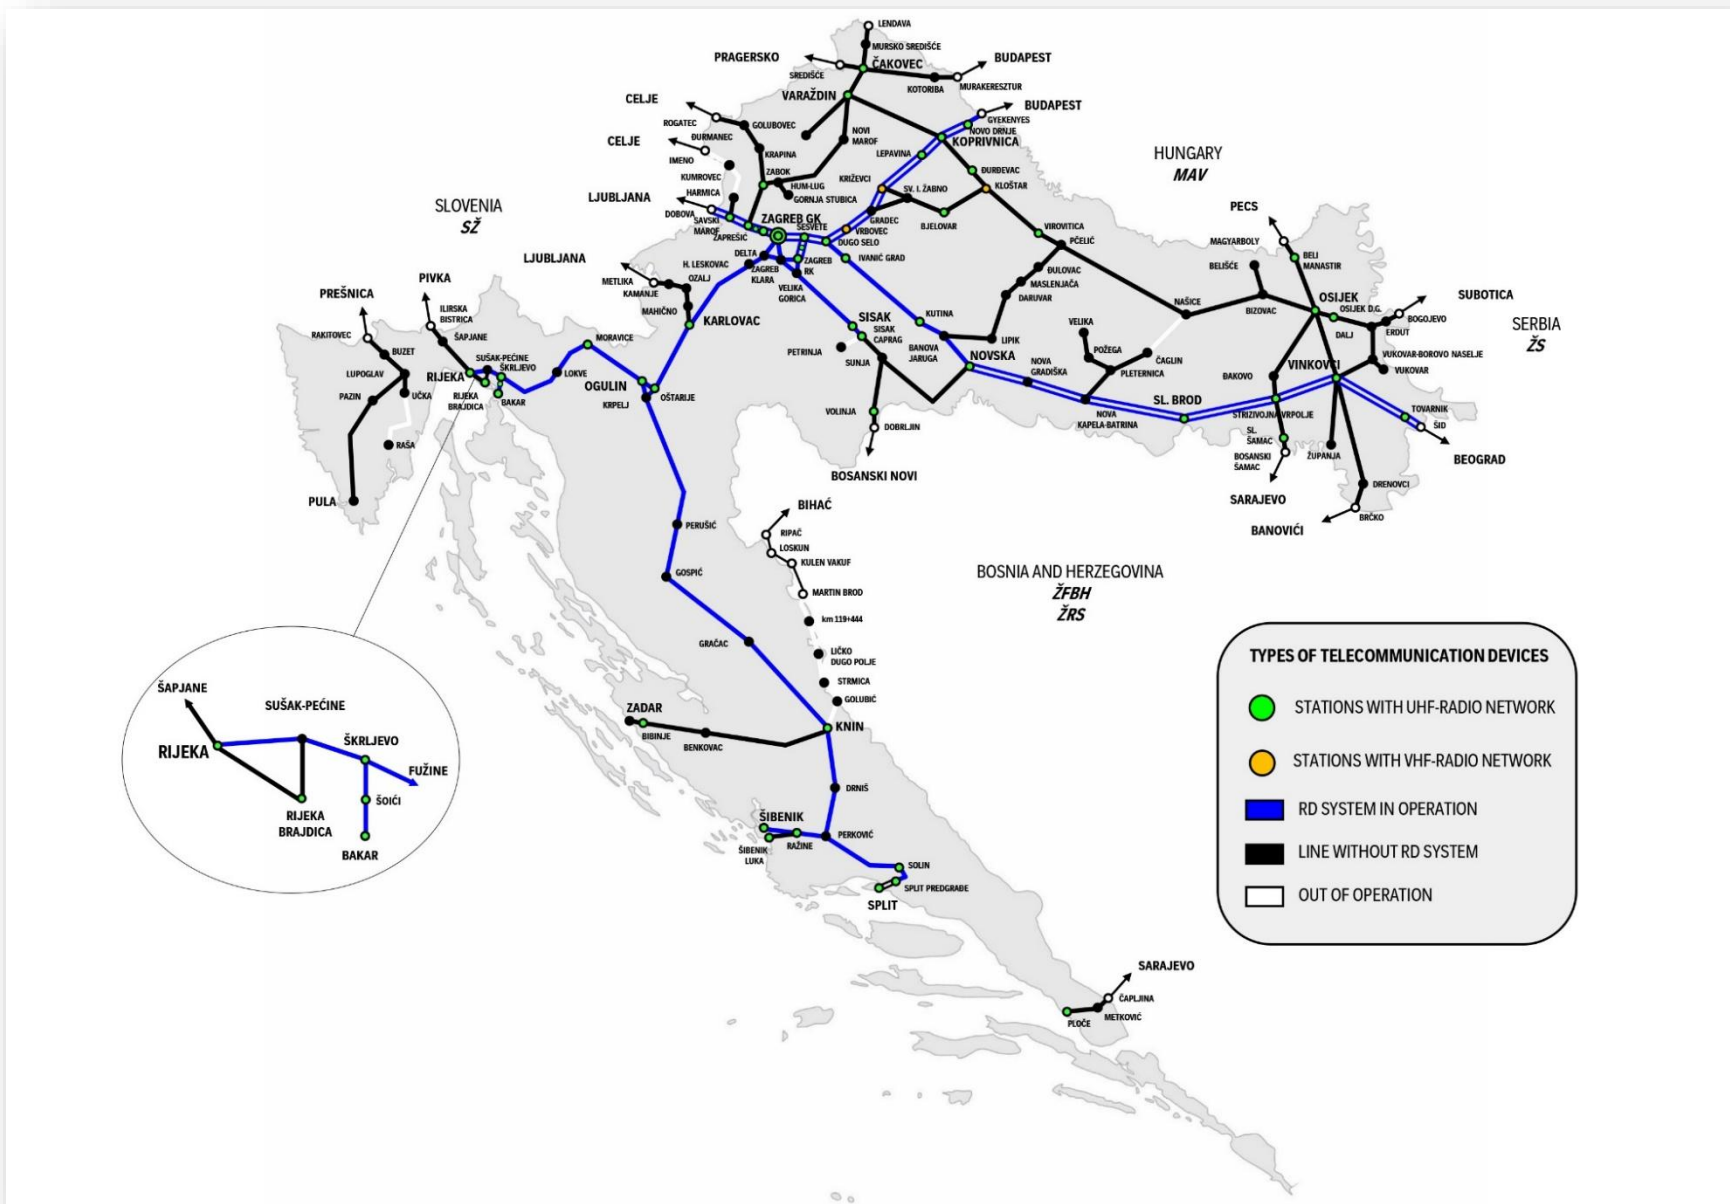 LENDAVA
MURSKO SREDIŠĆE
PRAGERSKO
ČAKOVEC
BUDAPEST
SREDIŠĆE
KOTORIBA
MURAKERESZTUR
VARAŽDIN
CELJE
BUDAPEST
ROGATEC
GOLUBOVEC
GYEKENYES
NOVO DRNJE
ĐURMANEC
NOVI
MAROF
KOPRIVNICA
CELJE
KRAPINA
LEPAVINA
HUNGARY
MAV
IMENO
ZABOK
ĐURĐEVAC
KUMROVEC
HUM-LUG
KRIŽEVCI
SV. I. ŽABNO
KLOŠTAR
HARMICA
GORNJA STUBICA
LJUBLJANA
SLOVENIA
SŽ
DOBOVA
SAVSKI
MAROF
ZAGREB GK
SESVETE
GRADEC
BJELOVAR
PECS
ZAPREŠIĆ
VRBOVEC
VIROVITICA
DUGO SELO
PČELIĆ
MAGYARBOLY
DELTA
LJUBLJANA
H. LESKOVAC
ZAGREB
KLARA
ZAGREB
RK
IVANIĆ GRAD
BELI
MANASTIR
BELIŠĆE
ĐULOVAC
PIVKA
METLIKA
OZALJ
KAMANJE
VELIKA
GORICA
MASLENJAČA
DARUVAR
PREŠNICA
NAŠICE
OSIJEK
SUBOTICA
MAHIČNO
BIZOVAC
OSIJEK D.G.
BOGOJEVO
ILIRSKA
BISTRICA
KARLOVAC
SISAK
KUTINA
VELIKA
SERBIA
ŽS
RAKITOVEC
ŠAPJANE
MORAVICE
SISAK
CAPRAG
DALJ
ERDUT
PETRINJA
SUNJA
BANOVA
JARUGA
LIPIK
POŽEGA
BUZET
SUŠAK-PEĆINE
ŠKRLJEVO
NOVSKA
NOVA
GRADIŠKA
ČAGLIN
VUKOVAR-BOROVO NASELJE
LUPOGLAV
RIJEKA
LOKVE
PLETERNICA
ĐAKOVO
VINKOVCI
VUKOVAR
OGULIN
PAZIN
UČKA
RIJEKA
BRAJDICA
BAKAR
KRPELJ
OŠTARIJE
SL. BROD
VOLINJA
NOVA
KAPELA-BATRINA
STRIZIVOJNA-VRPOLJE
TOVARNIK
ŠID
DOBRLJIN
SL.
ŠAMAC
RAŠA
BOSANSKI
ŠAMAC
ŽUPANJA
BEOGRAD
BOSANSKI NOVI
DRENOVCI
PULA
SARAJEVO
BIHAĆ
BRČKO
PERUŠIĆ
BANOVIĆI
RIPAČ
LOSKUN
KULEN VAKUF
GOSPIĆ
BOSNIA AND HERZEGOVINA
ŽFBH
ŽRS
MARTIN BROD
km 119+444
GRAČAC
LIČKO
DUGO POLJE
STRMICA
GOLUBIĆ
ZADAR
KNIN
BIBINJE
BENKOVAC
DRNIŠ
ŠIBENIK
PERKOVIĆ
ŠIBENIK
LUKA
RAŽINE
SOLIN
SPLIT PREDGRAĐE
SPLIT
SARAJEVO
ČAPLJINA
METKOVIĆ
PLOČE
ŠAPJANE
SUŠAK-PEĆINE
RIJEKA
ŠKRLJEVO
FUŽINE
ŠOIĆI
RIJEKA
BRAJDICA
BAKAR
TYPES OF TELECOMMUNICATION DEVICES
STATIONS WITH UHF-RADIO NETWORK
STATIONS WITH VHF-RADIO NETWORK
RD SYSTEM IN OPERATION
LINE WITHOUT RD SYSTEM
OUT OF OPERATION